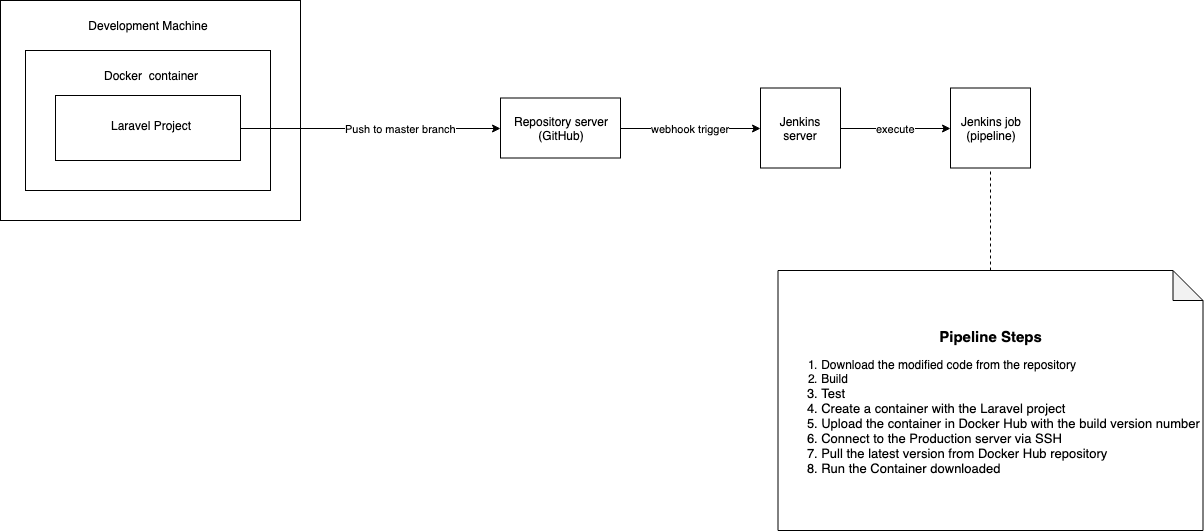 Development Machine
Docker container
Laravel Project
Push to master branch
Repository server
(GitHub)
webhook trigger
Jenkins
server
execute
Jenkins job
(pipeline)
Pipeline Steps
1. Download the modified code from the repository
2. Build
3. Test
4. Create a container with the Laravel project
5. Upload the container in Docker Hub with the build version number
6. Connect to the Production server via SSH
7. Pull the latest version from Docker Hub repository
8. Run the Container downloaded